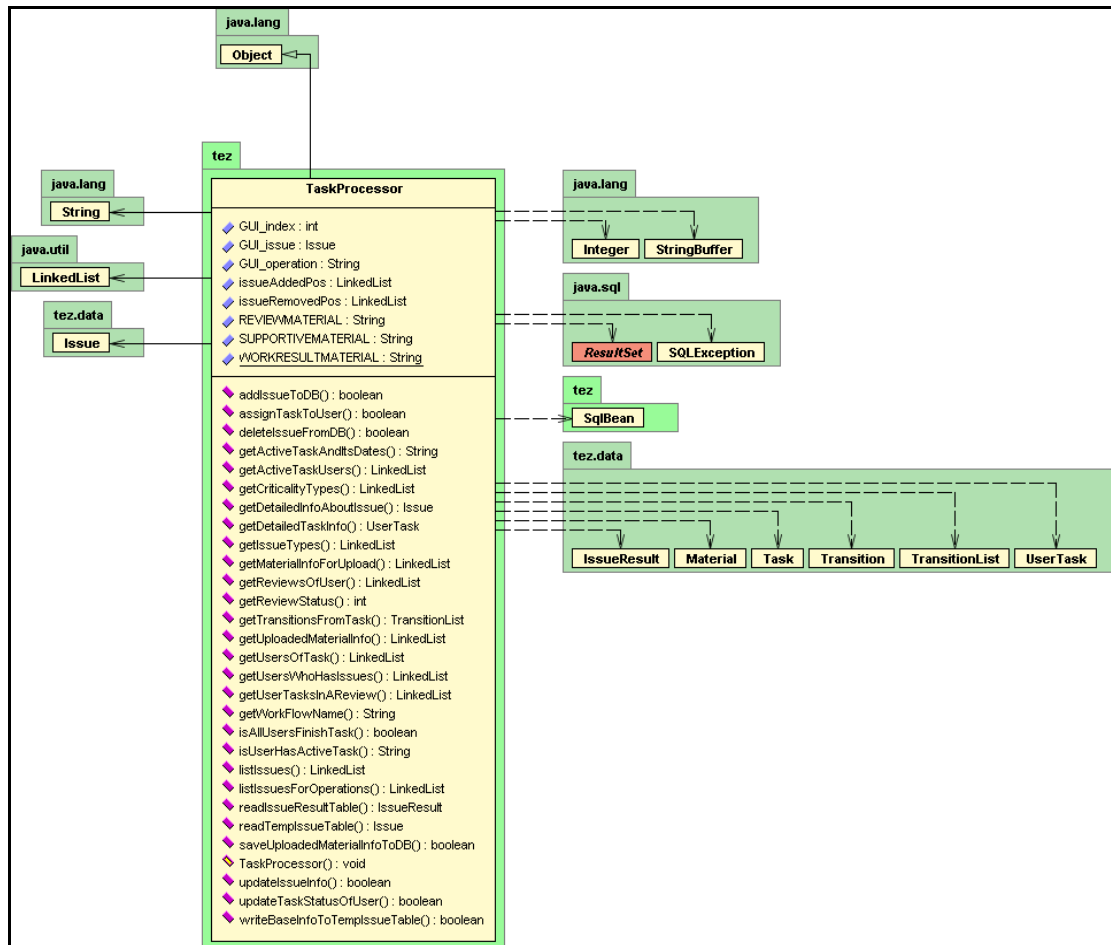 java.lang
Object
tez
TaskProcessor
GUI_index : int
GUI_issue : Issue
GUI_operation : String
issueAddedPos : LinkedList
issueRemovedPos : LinkedList
REVIEWMATERIAL : String
SUPPORTIVEMATERIAL : String
WORKRESULTMATERIAL : String
addIssueToDB() : boolean
assignTaskToUser() : boolean
deleteIssueFromDB() : boolean
getActiveTaskAndItsDates() : String
getActiveTaskUsers() : LinkedList
getCriticalityTypes() : LinkedList
getDetailedInfoAboutIssue() : Issue
getDetailedTaskInfo() : UserTask
getIssueTypes() : LinkedList
getMaterialInfoForUpload() : LinkedList
getReviewsOfUser() : LinkedList
getReviewStatus() : int
getTransitionsFromTask() : TransitionList
getUploadedMaterialInfo() : LinkedList
getUsersOfTask() : LinkedList
getUsersWhoHasIssues() : LinkedList
getUserTasksInAReview() : LinkedList
getWorkFlowName() : String
isAllUsersFinishTask() : boolean
isUserHasActiveTask() : String
listIssues() : LinkedList
listIssuesForOperations() : LinkedList
readIssueResultTable() : IssueResult
readTempIssueTable() : Issue
saveUploadedMaterialInfoToDB() : boolean
TaskProcessor() : void
updateIssueInfo() : boolean
updateTaskStatusOfUser() : boolean
writeBaseInfoToTempIssueTable() : boolean
java.lang
String
java.util
LinkedList
tez.data
Issue
java.lang
Integer StringBuffer
java.sql
ResultSet SQLException
tez
SqlBean
tez.data
IssueResult Material Task Transition TransitionList UserTask